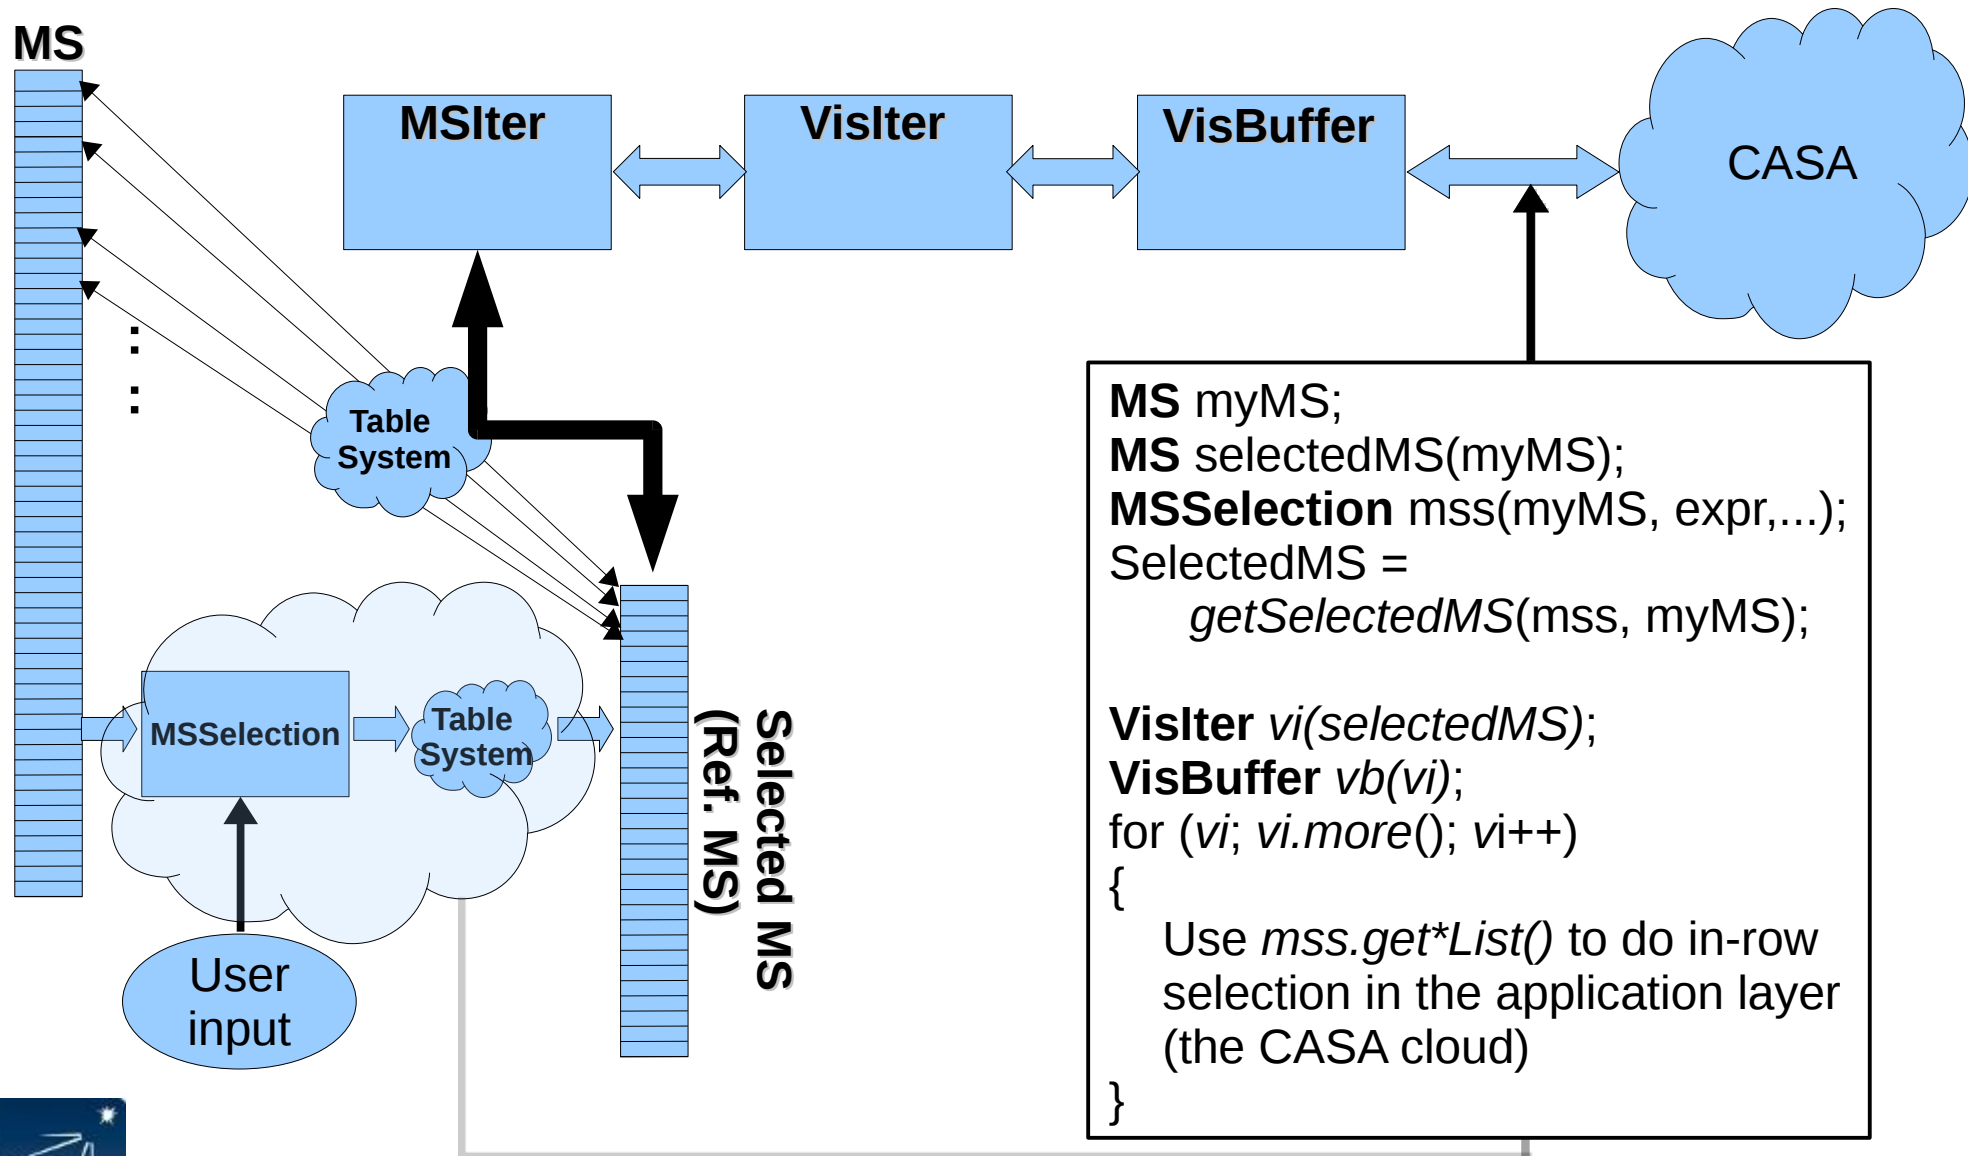 MS
MSIter
VisIter
VisBuffer
CASA
Table
System
MSSelection
Table
System
User
input
Selected MS
(Ref. MS)
MS myMS;
MS selectedMS(myMS);
MSSelection mss(myMS, expr,...);
SelectedMS =
getSelectedMS(mss, myMS);
VisIter vi(selectedMS);
VisBuffer vb(vi);
for (vi; vi.more(); vi++)
{
Use mss.get*List() to do in-row
selection in the application layer
(the CASA cloud)
}